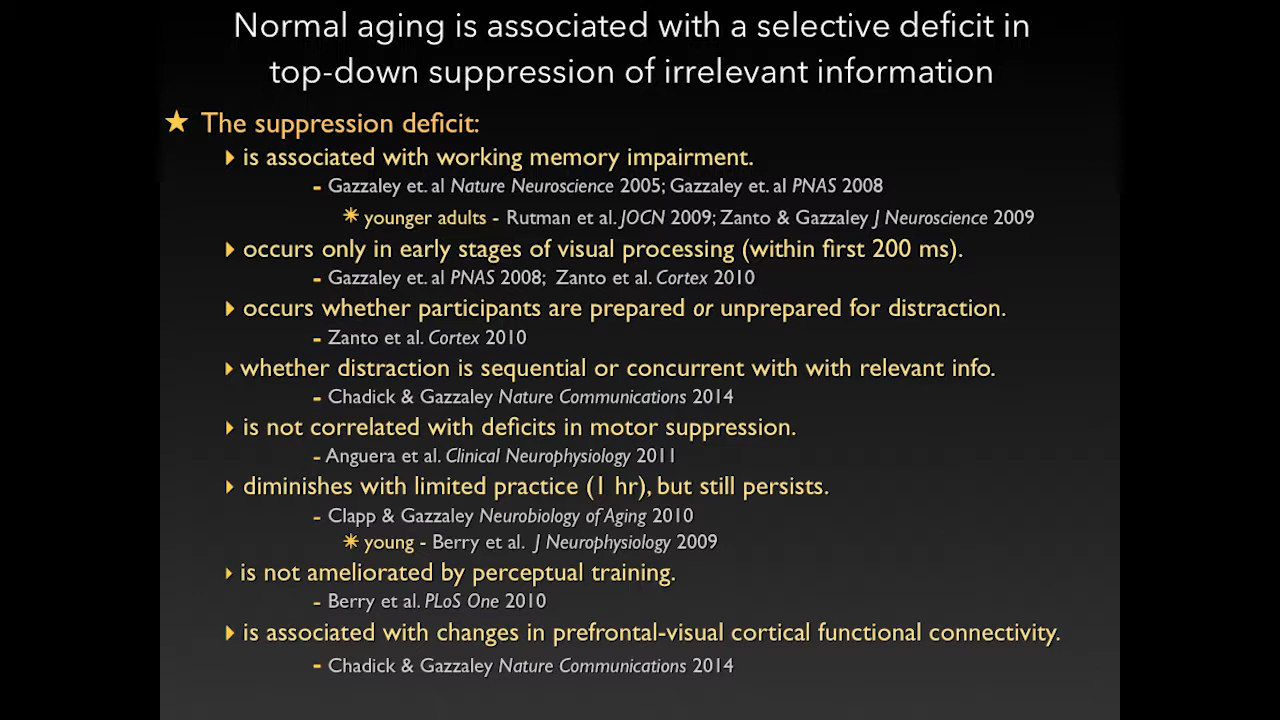 Normal aging is associated with a selective deficit in
top-down suppression of irrelevant information
★ The suppression deficit:
is associated with working memory impairment.
- Gazzaley et. al Nature Neuroscience 2005; Gazzaley et. al PNAS 2008
✳ younger adults - Rutman et al. JOCN 2009; Zanto & Gazzaley J Neuroscience 2009
occurs only in early stages of visual processing (within first 200 ms).
- Gazzaley et. al PNAS 2008; Zanto et al. Cortex 2010
occurs whether participants are prepared or unprepared for distraction.
- Zanto et al. Cortex 2010
whether distraction is sequential or concurrent with with relevant info.
- Chadick & Gazzaley Nature Communications 2014
is not correlated with deficits in motor suppression.
- Anguera et al. Clinical Neurophysiology 2011
diminishes with limited practice (1 hr), but still persists.
- Clapp & Gazzaley Neurobiology of Aging 2010
✳ young - Berry et al. J Neurophysiology 2009
is not ameliorated by perceptual training.
- Berry et al. PLoS One 2010
is associated with changes in prefrontal-visual cortical functional connectivity.
- Chadick & Gazzaley Nature Communications 2014